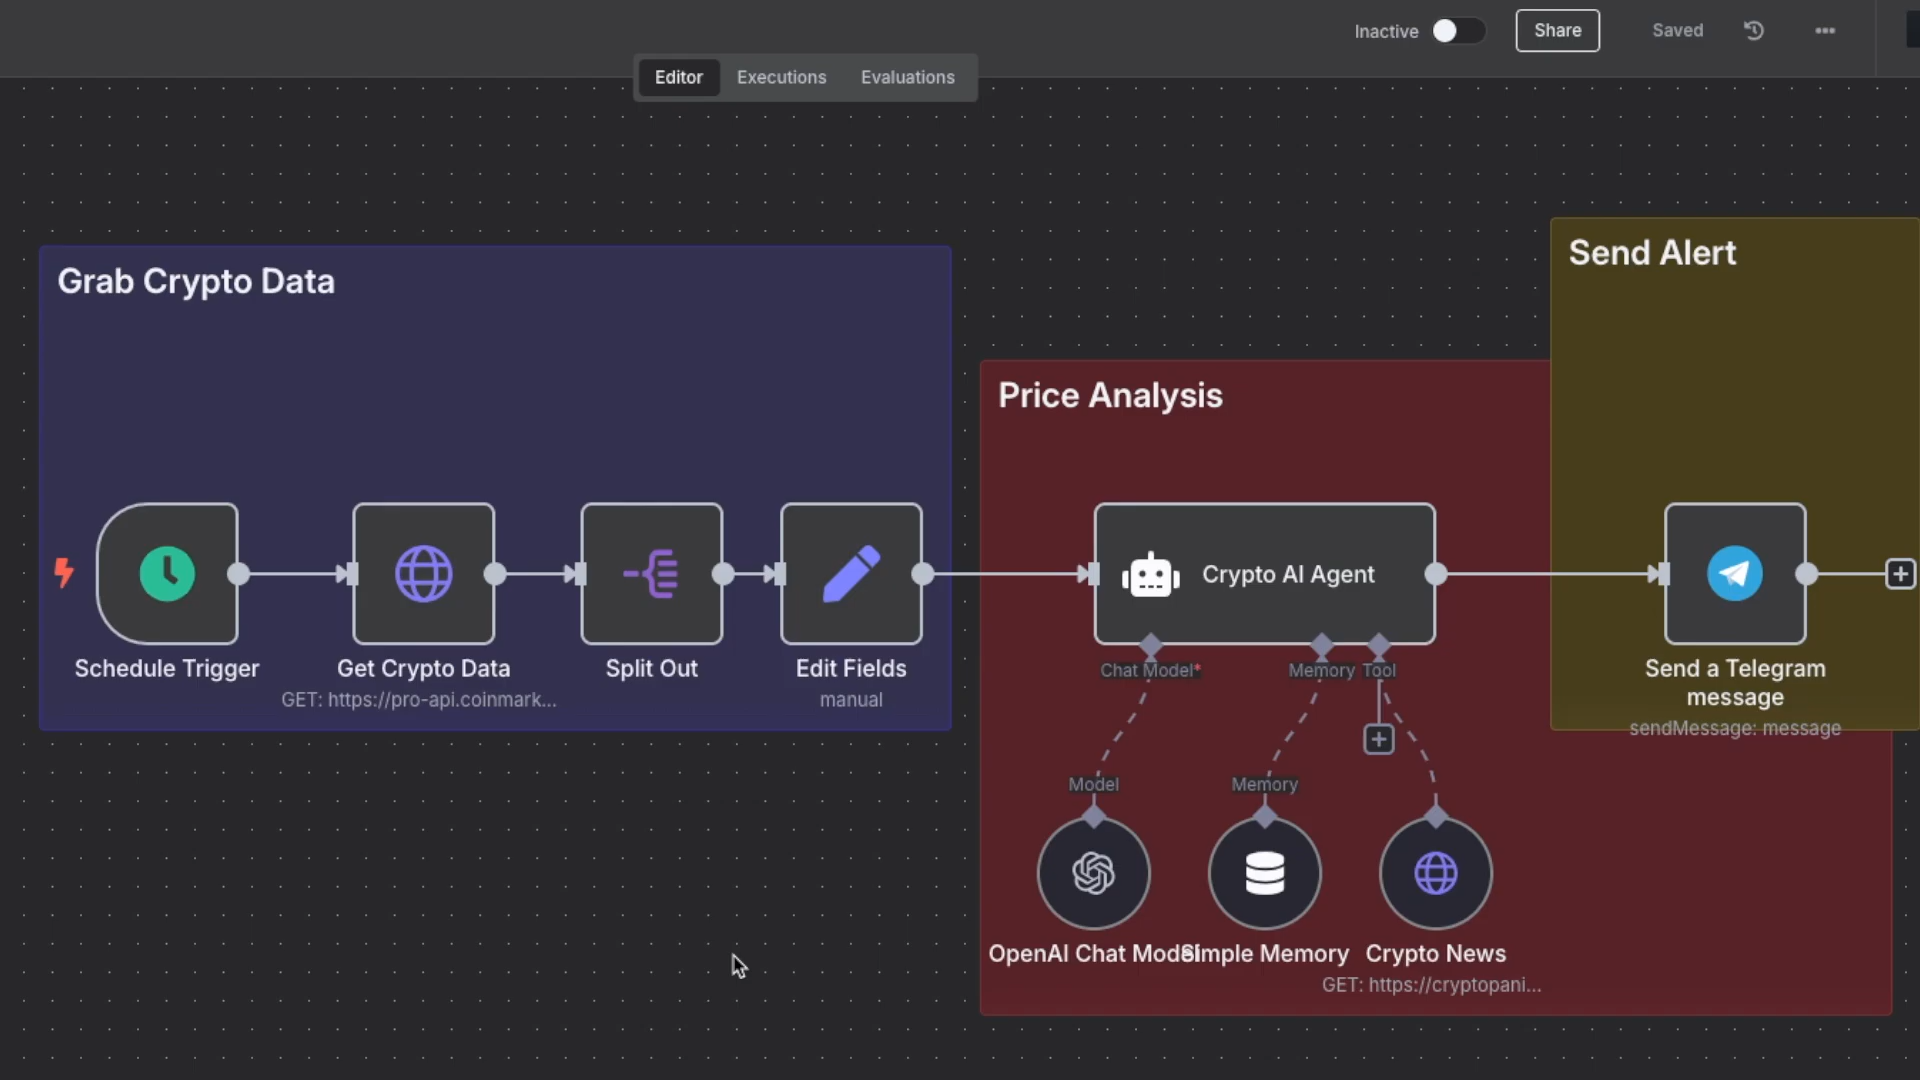 Inactive
Share
Saved
Editor
Executions
Evaluations
Grab Crypto Data
Schedule Trigger
Get Crypto Data
GET: https://pro-api.coinmark...
Split Out
Edit Fields
manual
Price Analysis
Crypto AI Agent
Chat Model*
Memory
Tool
Model
Memory
OpenAI Chat Model
Simple Memory
Crypto News
GET: https://cryptopani...
Send Alert
Send a Telegram
message
sendMessage: message